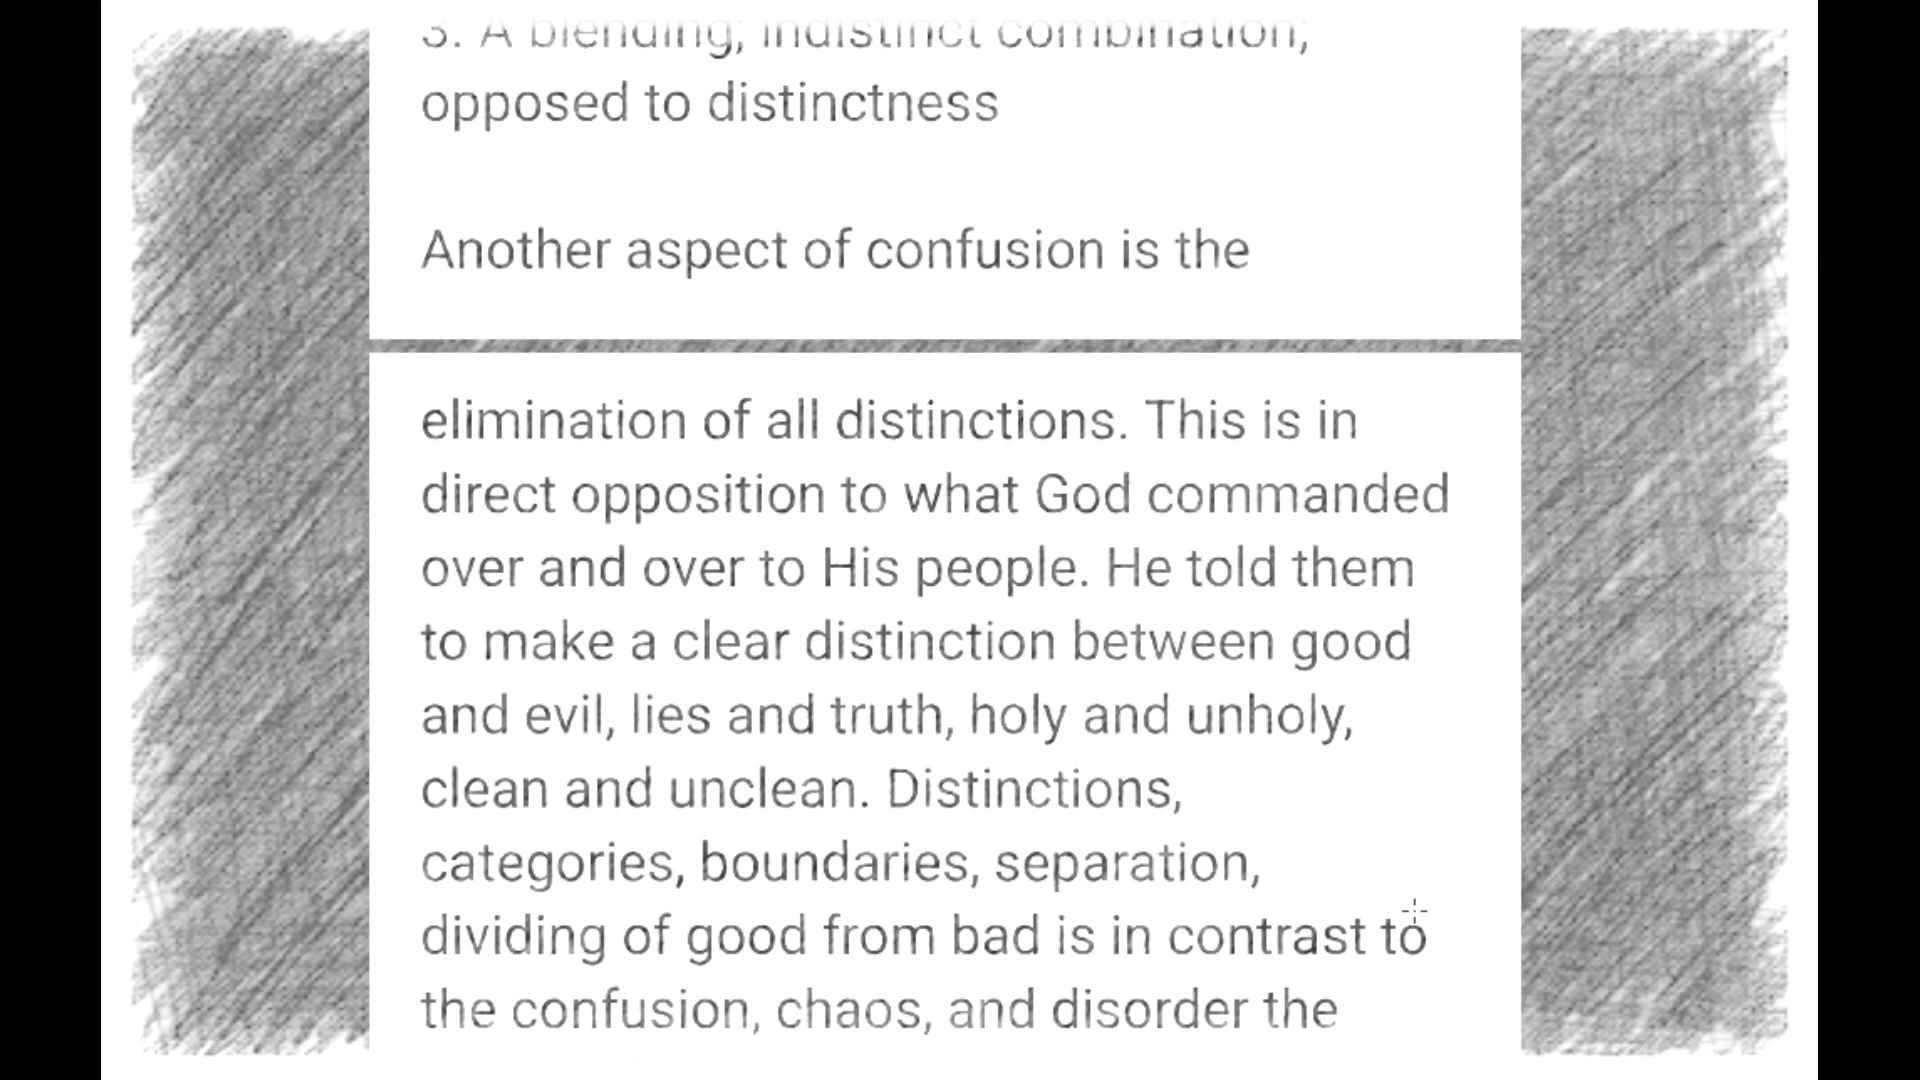 3. A blending; indistinct combination;
opposed to distinctness
Another aspect of confusion is the
elimination of all distinctions. This is in
direct opposition to what God commanded
over and over to His people. He told them
to make a clear distinction between good
and evil, lies and truth, holy and unholy,
clean and unclean. Distinctions,
categories, boundaries, separation,
dividing of good from bad is in contrast to
the confusion, chaos, and disorder the